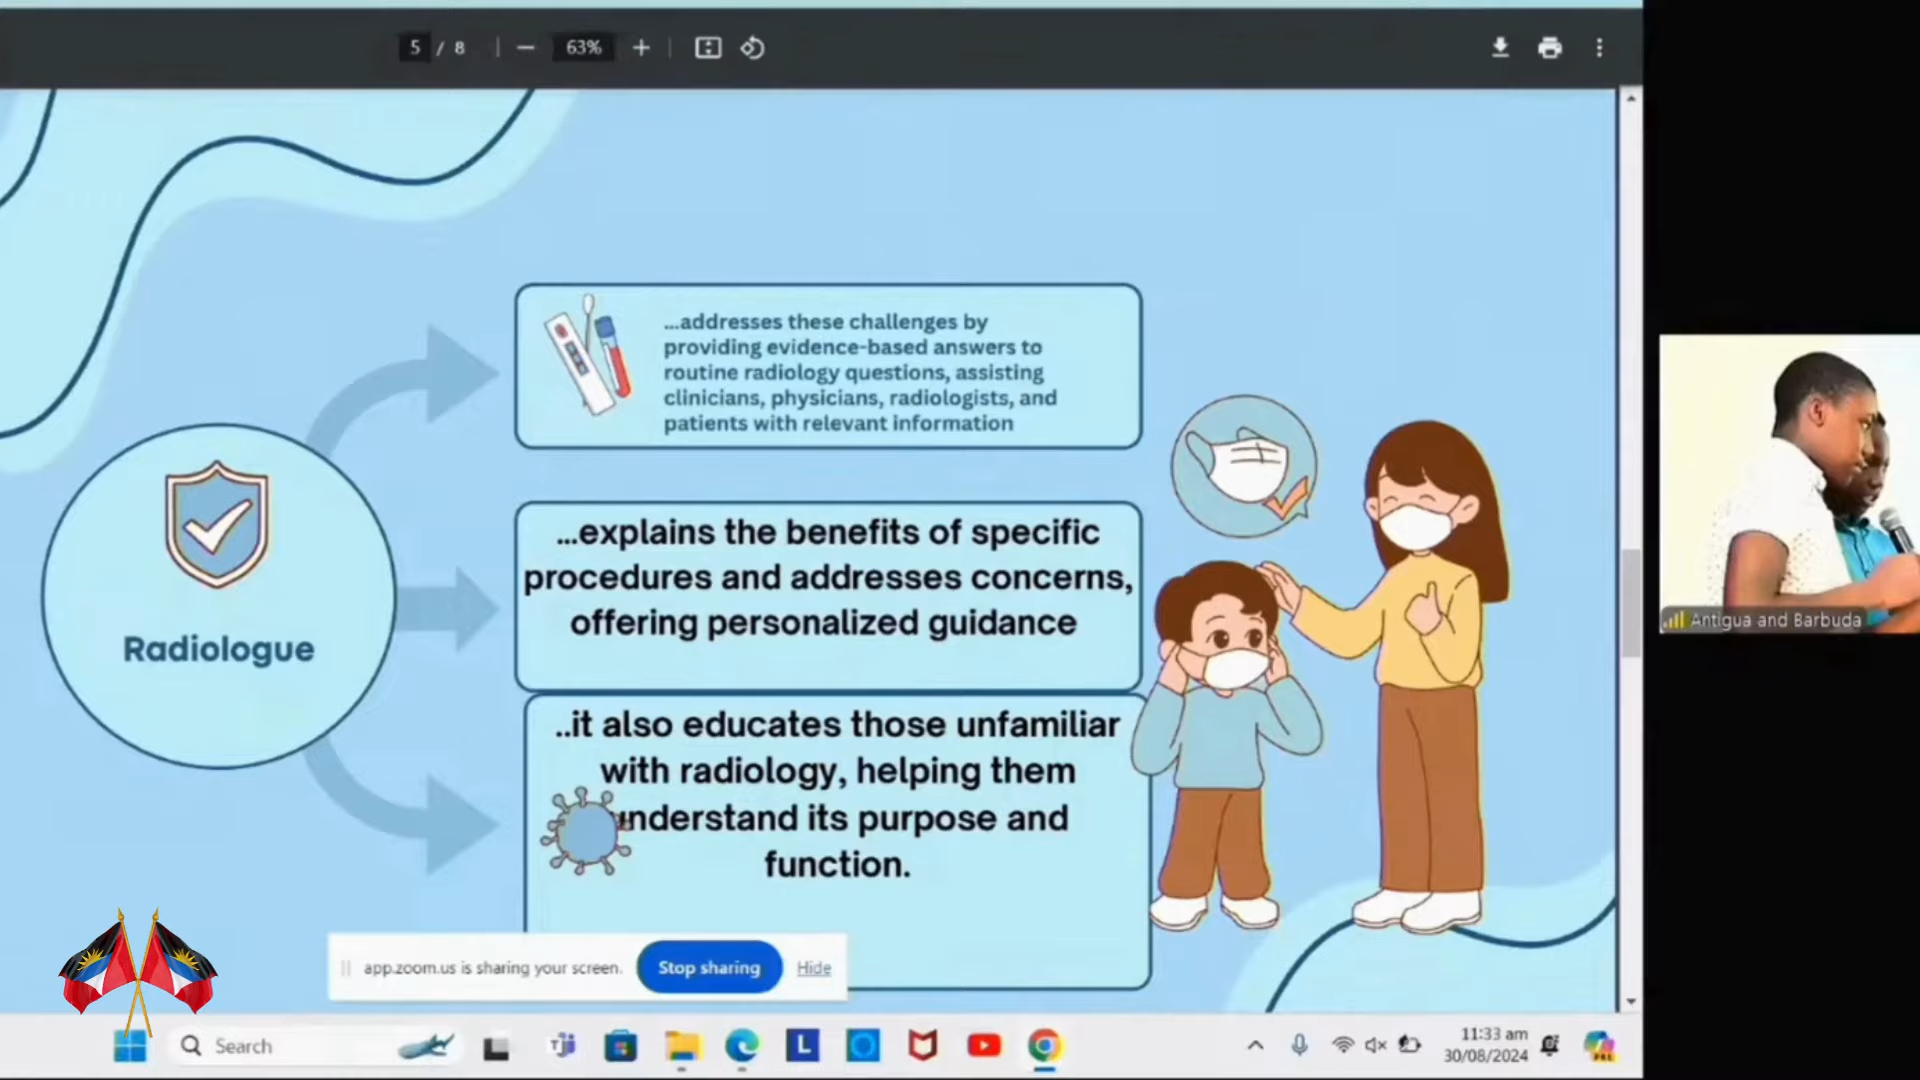 5 / 8
63%
...addresses these challenges by
providing evidence-based answers to
routine radiology questions, assisting
clinicians, physicians, radiologists, and
patients with relevant information
Radiologue
...explains the benefits of specific
procedures and addresses concerns,
offering personalized guidance
..it also educates those unfamiliar
with radiology, helping them
understand its purpose and
function.
Antigua and Barbuda
app.zoom.us is sharing your screen.
Stop sharing
Hide
Search
L
11:33 am
30/08/2024